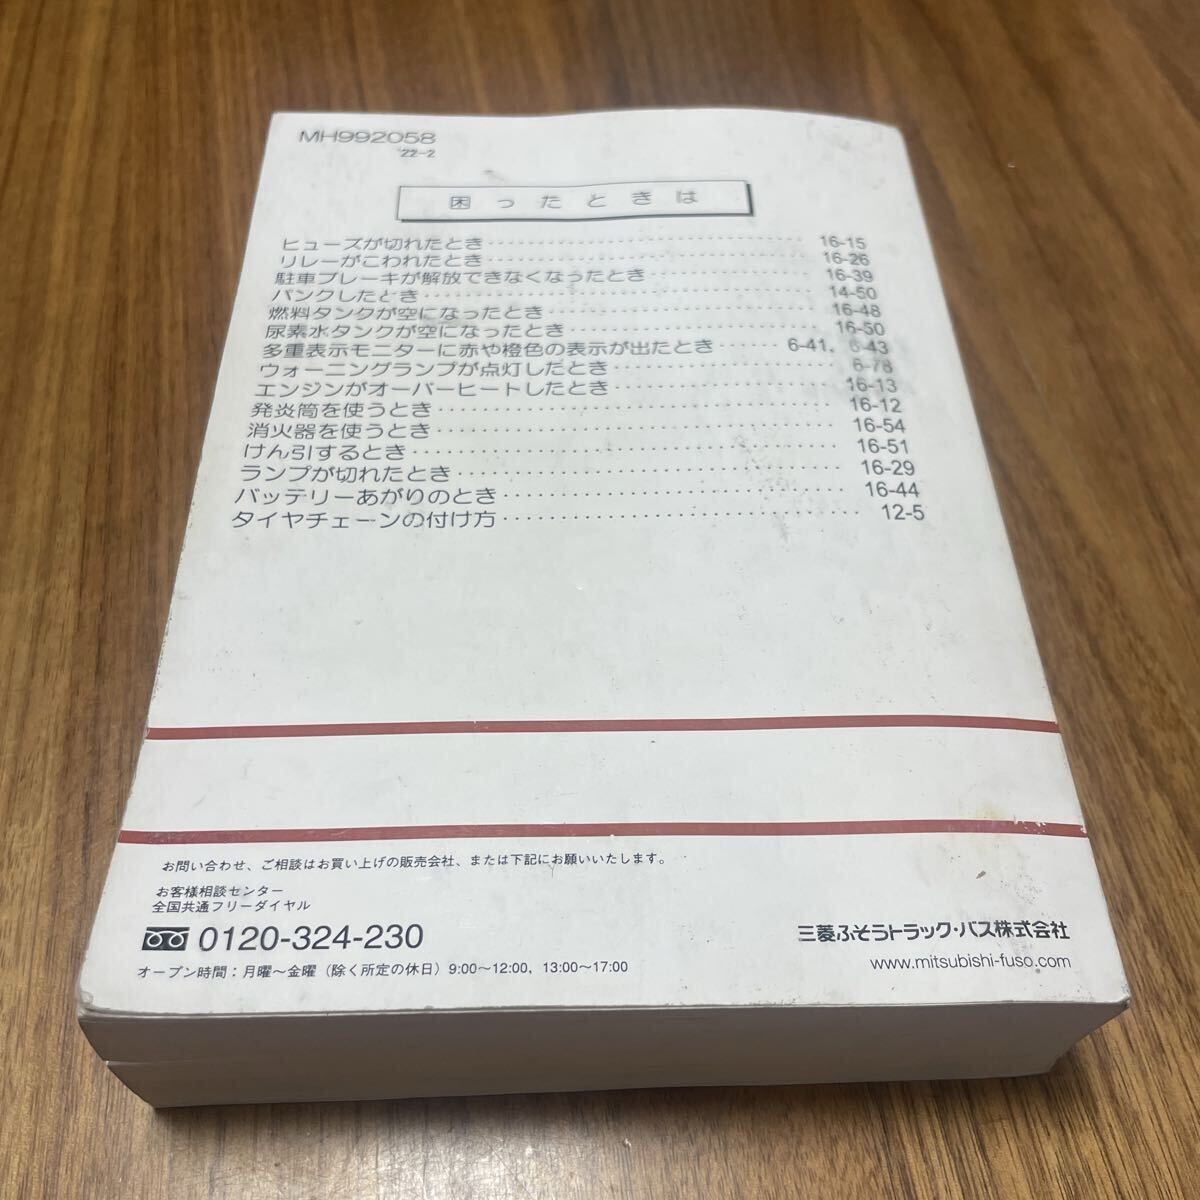 MH992058
'22-2
困ったときは
ヒューズが切れたとき 16-15
リレーがこわれたとき 16-26
駐車ブレーキが解放できなくなったとき 16-39
パンクしたとき 14-50
燃料タンクが空になったとき 16-48
尿素水タンクが空になったとき 16-50
多重表示モニターに赤や橙色の表示が出たとき 6-41, 6-43
ウォーニングランプが点灯したとき 6-78
エンジンがオーバーヒートしたとき 16-13
発炎筒を使うとき 16-12
消火器を使うとき 16-54
けん引するとき 16-51
ランプが切れたとき 16-29
バッテリーあがりのとき 16-44
タイヤチェーンの付け方 12-5
お問い合わせ、ご相談はお買い上げの販売会社、または下記にお願いいたします。
お客様相談センター
全国共通フリーダイヤル
0120-324-230
オープン時間：月曜～金曜（除く所定の休日）9:00～12:00, 13:00～17:00
三菱ふそうトラック・バス株式会社
www.mitsubishi-fuso.com